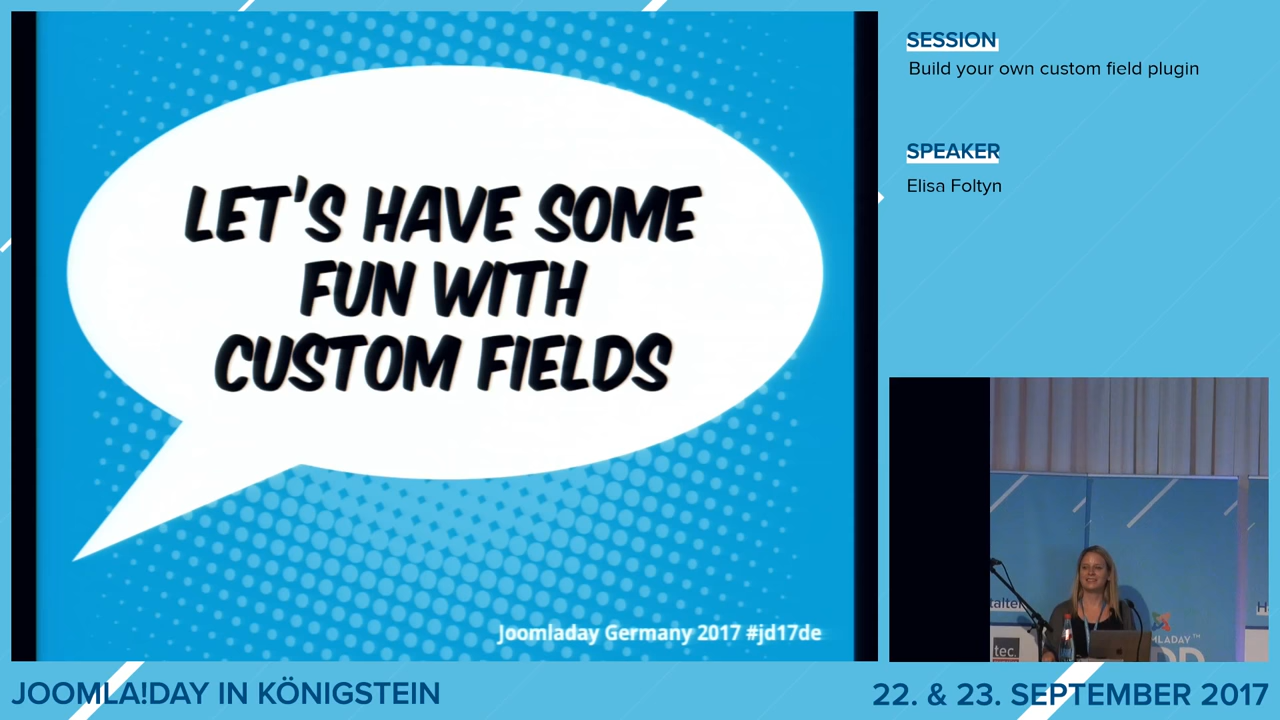 LET'S HAVE SOME
FUN WITH
CUSTOM FIELDS
Joomladay Germany 2017 #jd17de
SESSION
Build your own custom field plugin
SPEAKER
Elisa Foltyn
tec.
JOOMLA!DAY IN KÖNIGSTEIN
22. & 23. SEPTEMBER 2017